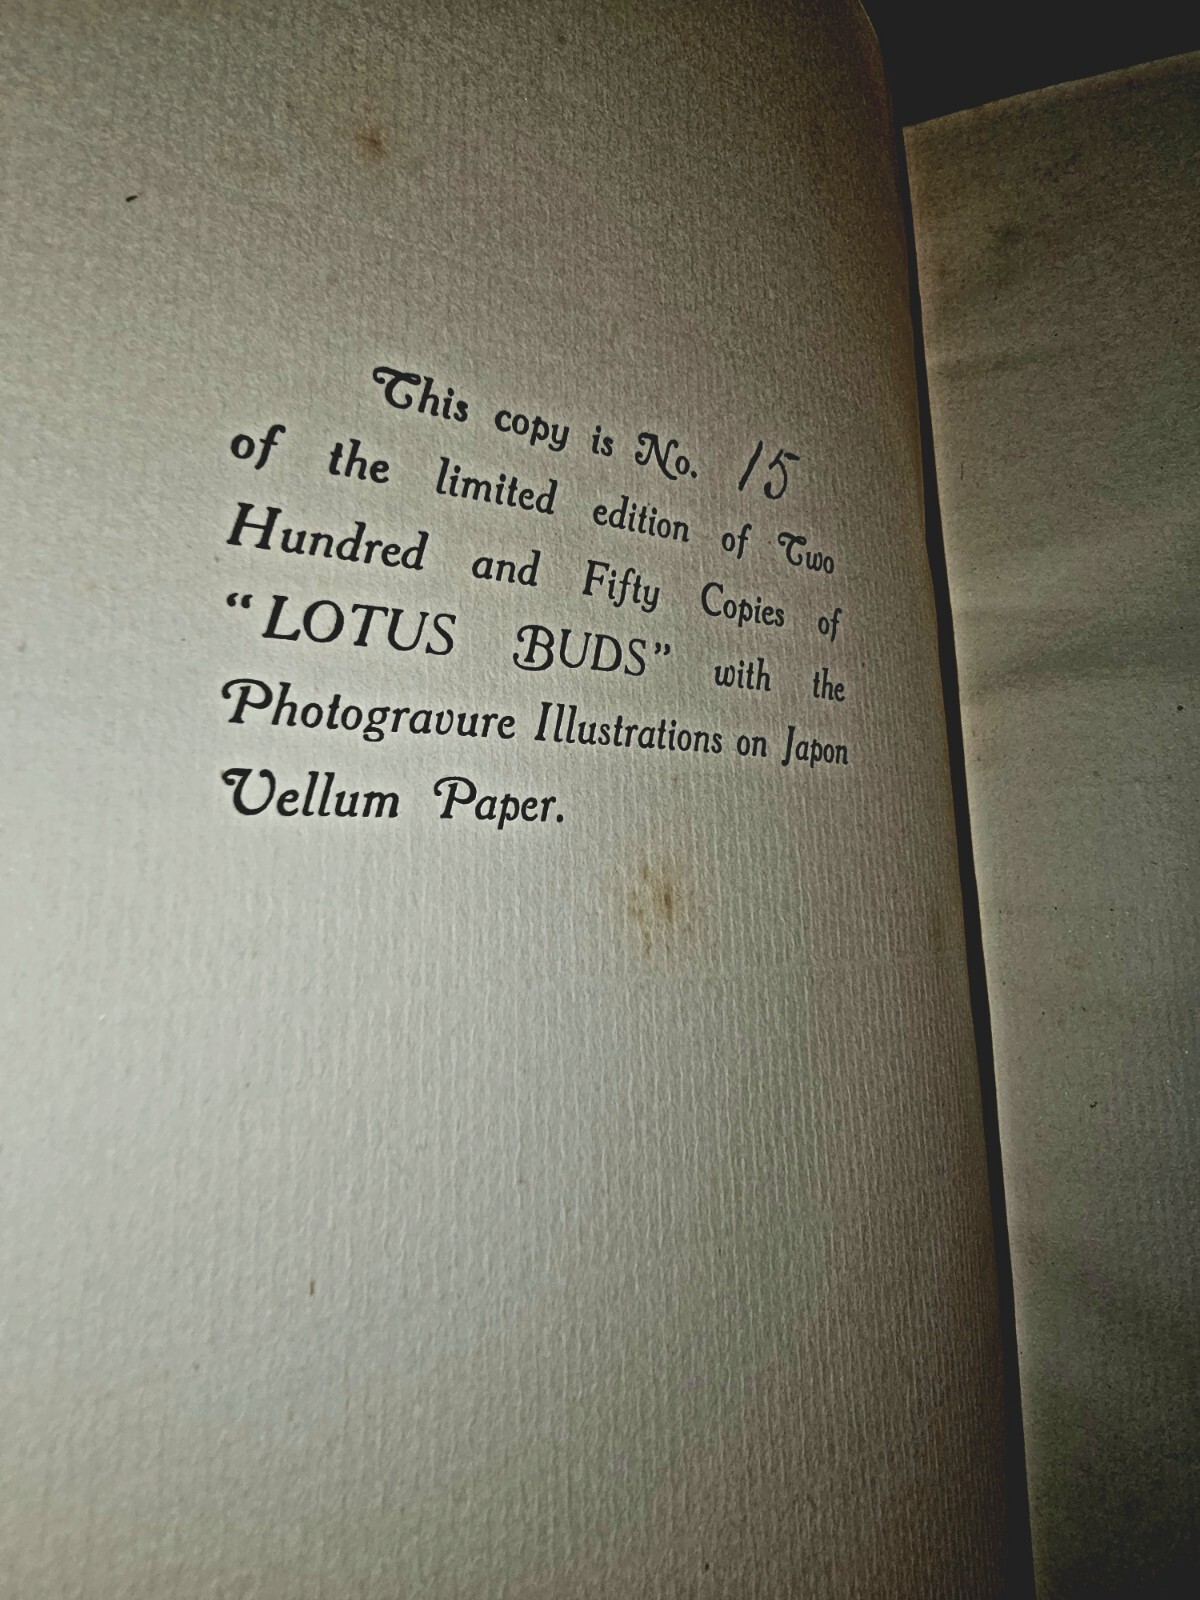 This copy is No. 15
of the limited edition of Two
Hundred and Fifty Copies of
“LOTUS BUDS” with the
Photogravure Illustrations on Japon
Vellum Paper.